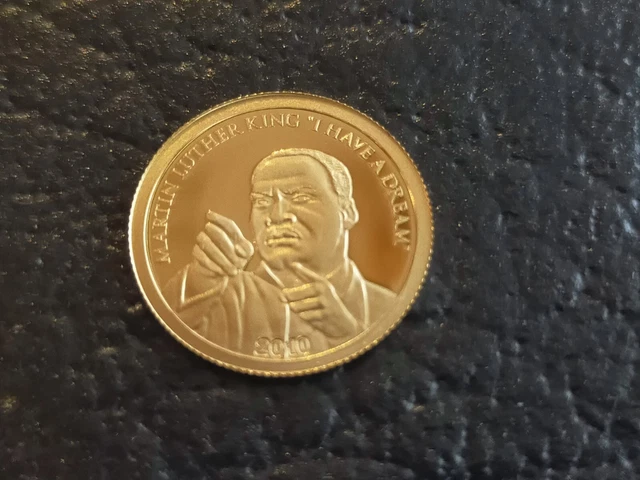 MARTIN LUTHER KING "I HAVE A DREAM"
2010